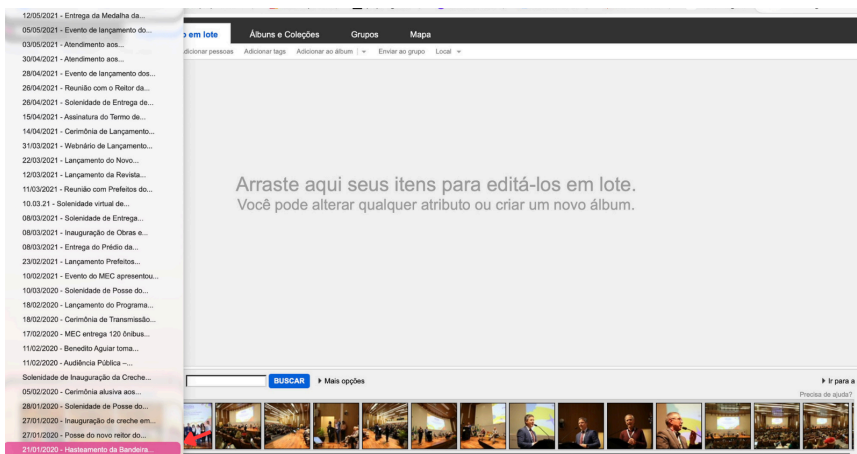 12/05/2021 - Entrega da Medalha da...
05/05/2021 - Evento de lançamento do...
03/05/2021 - Atendimento aos...
30/04/2021 - Atendimento aos...
28/04/2021 - Evento de lançamento dos...
26/04/2021 - Reunião com o Reitor da...
26/04/2021 - Solenidade de Entrega de...
15/04/2021 - Assinatura do Termo de...
14/04/2021 - Cerimônia de Lançamento...
31/03/2021 - Webnário de Lançamento...
22/03/2021 - Lançamento do Novo...
12/03/2021 - Lançamento da Revista...
11/03/2021 - Reunião com Prefeitos do...
10.03.21 - Solenidade virtual de...
08/03/2021 - Solenidade de Entrega...
08/03/2021 - Inauguração de Obras e...
08/03/2021 - Entrega do Prédio da...
23/02/2021 - Lançamento Prefeitos...
10/02/2021 - Evento do MEC apresentou...
10/03/2020 - Solenidade de Posse do...
18/02/2020 - Lançamento do Programa...
18/02/2020 - Cerimônia de Transmissão...
17/02/2020 - MEC entrega 120 ônibus...
11/02/2020 - Benedito Aguiar toma...
11/02/2020 - Audiência Pública –...
Solenidade de Inauguração da Creche...
05/02/2020 - Cerimônia alusiva aos...
28/01/2020 - Solenidade de Posse do...
27/01/2020 - Inauguração de creche em...
27/01/2020 - Posse do novo reitor do...
21/01/2020 - Hasteamento da Bandeira...
em lote Álbuns e Coleções Grupos Mapa
dicionar pessoas Adicionar tags Adicionar ao álbum Enviar ao grupo Local
Arraste aqui seus itens para editá-los em lote.
Você pode alterar qualquer atributo ou criar um novo álbum.
BUSCAR Mais opções Ir para a
Precisa de ajuda?